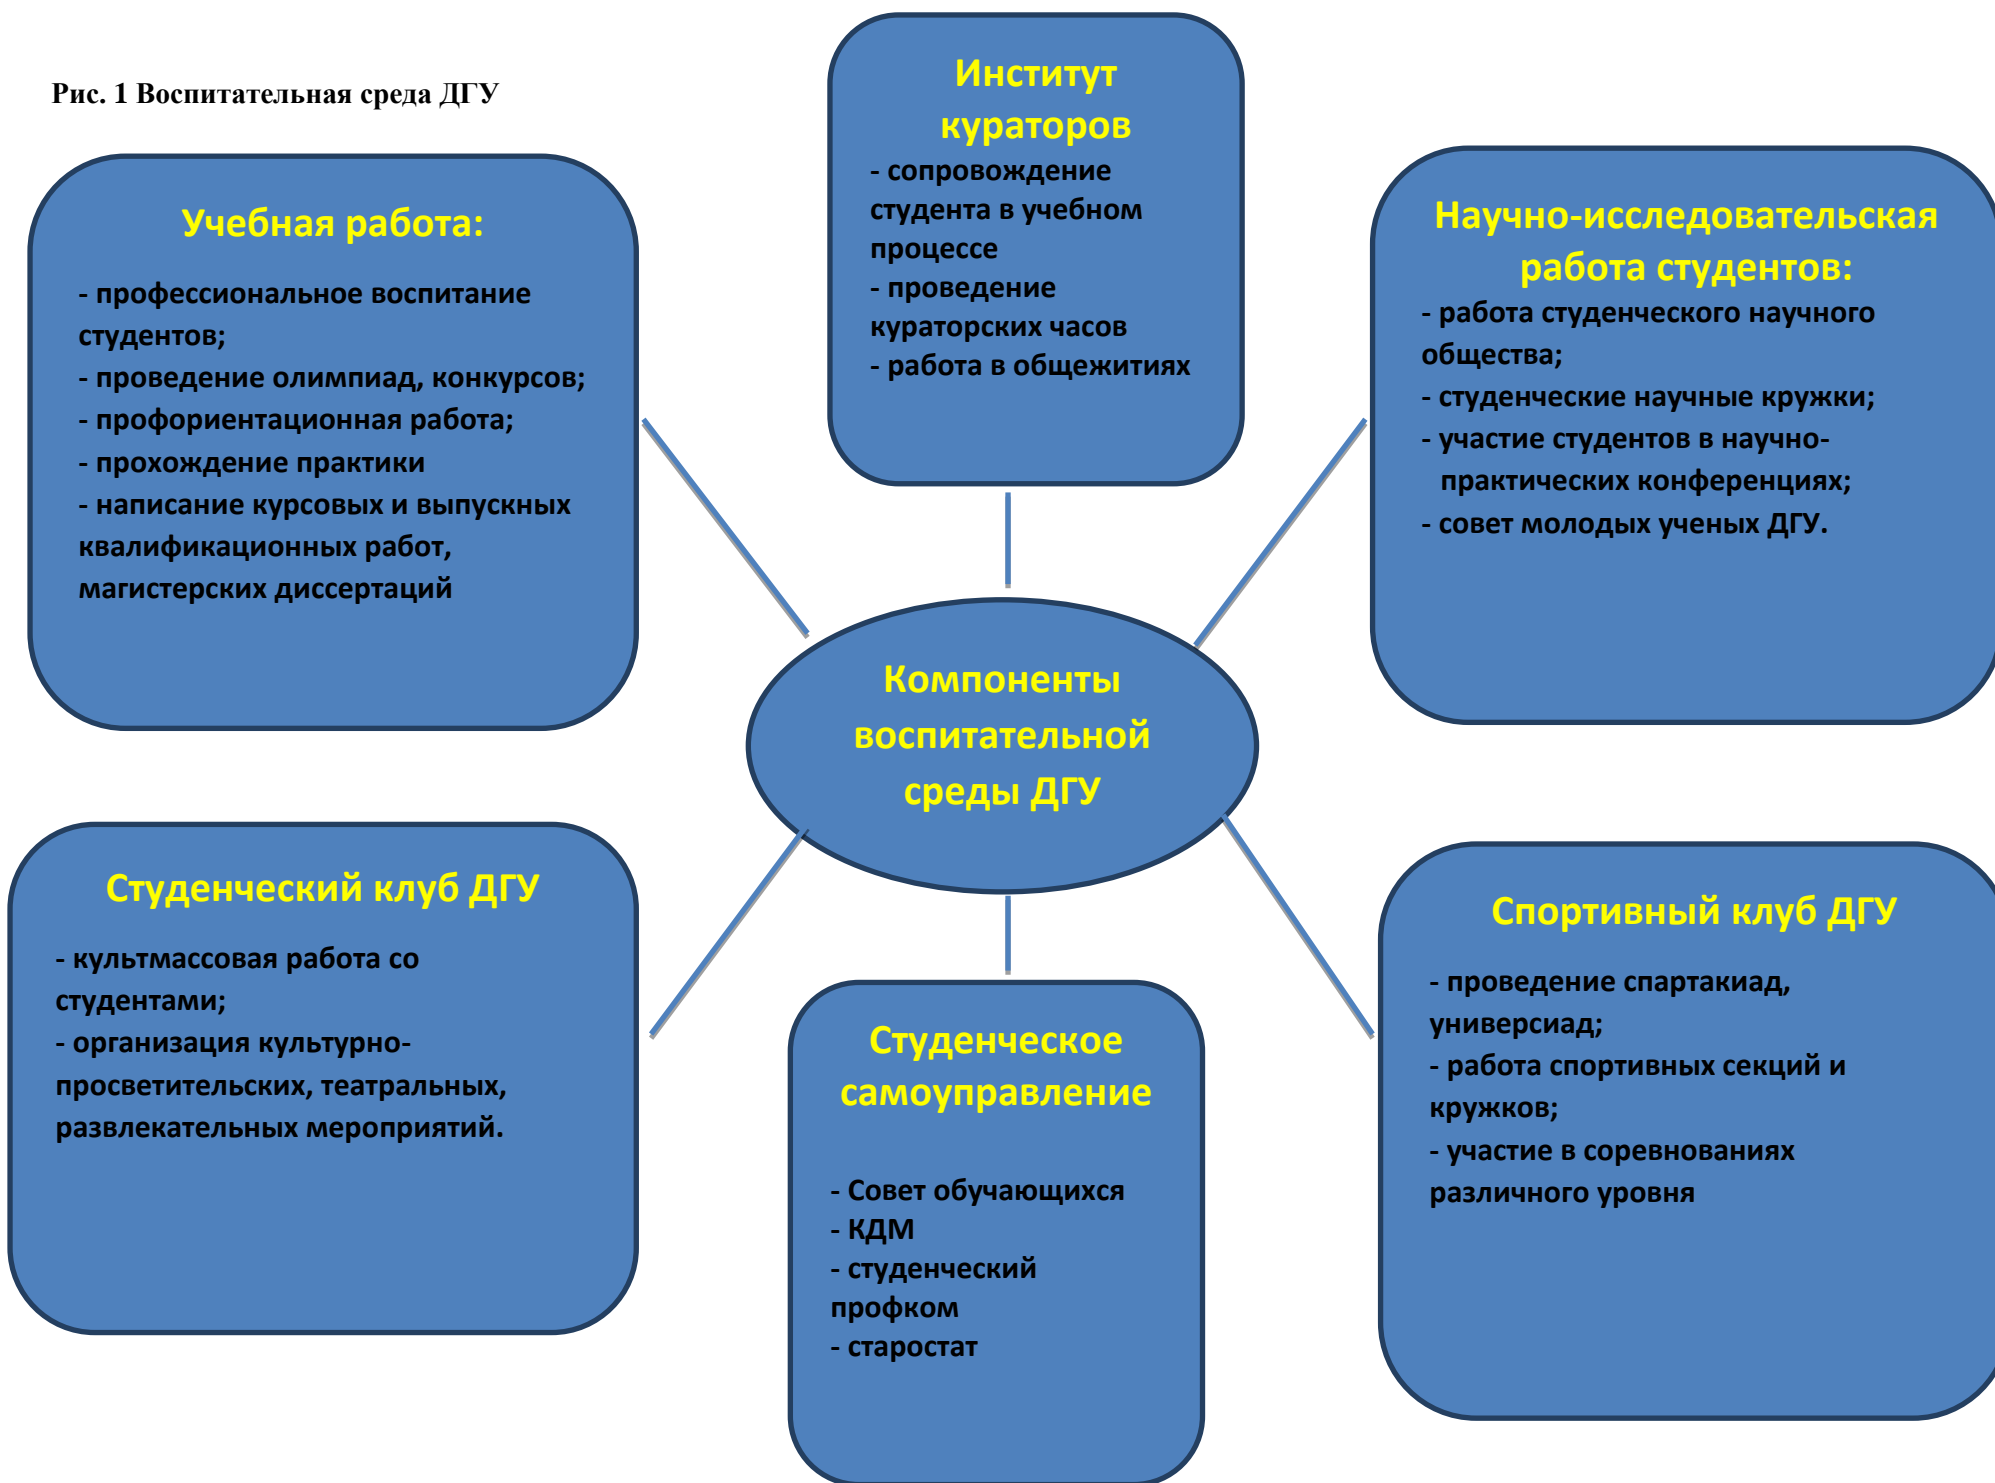 Рис. 1 Воспитательная среда ДГУ
Институт
кураторов
- сопровождение
студента в учебном
процессе
- проведение
кураторских часов
- работа в общежитиях
Учебная работа:
- профессиональное воспитание
студентов;
- проведение олимпиад, конкурсов;
- профориентационная работа;
- прохождение практики
- написание курсовых и выпускных
квалификационных работ,
магистерских диссертаций
Научно-исследовательская
работа студентов:
- работа студенческого научного
общества;
- студенческие научные кружки;
- участие студентов в научно-
практических конференциях;
- совет молодых ученых ДГУ.
Компоненты
воспитательной
среды ДГУ
Студенческий клуб ДГУ
- культмассовая работа со
студентами;
- организация культурно-
просветительских, театральных,
развлекательных мероприятий.
Студенческое
самоуправление
- Совет обучающихся
- КДМ
- студенческий
профком
- старостат
Спортивный клуб ДГУ
- проведение спартакиад,
универсиад;
- работа спортивных секций и
кружков;
- участие в соревнованиях
различного уровня